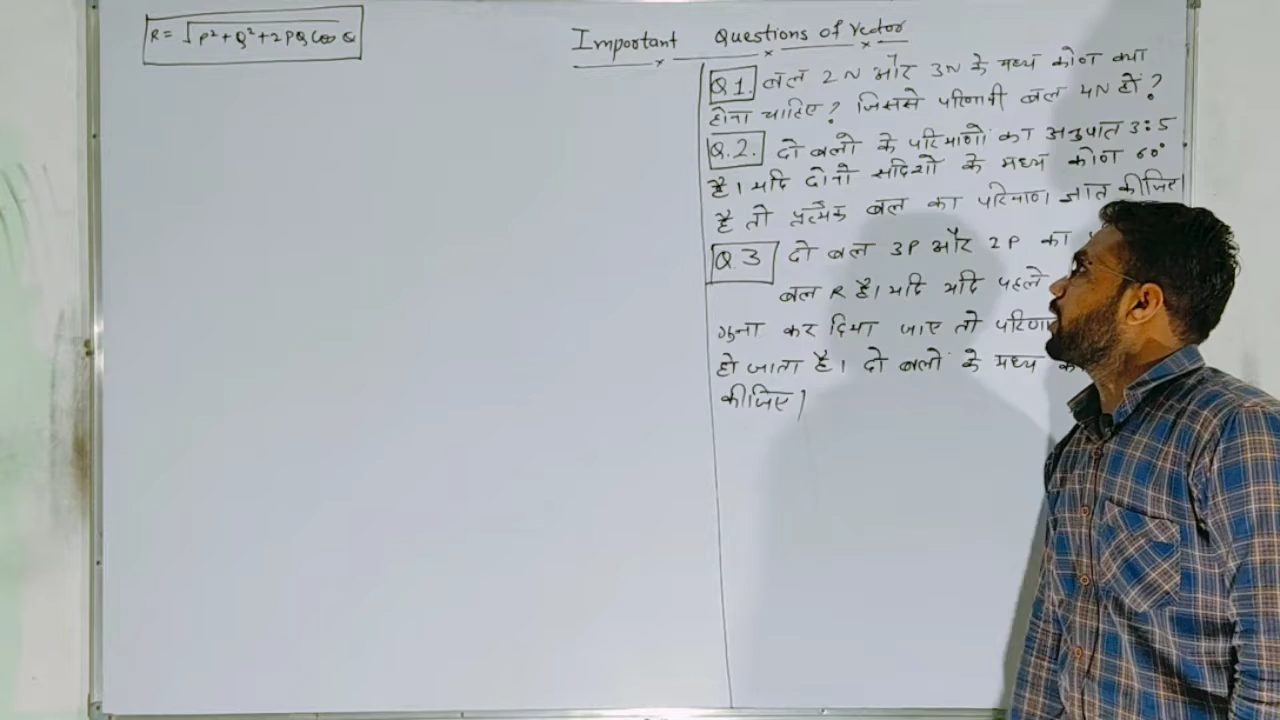 R = √P² + Q² + 2PQ Cos θ
Important Questions of Vector
Q.1. बल 2N और 3N के मध्य कोण क्या
होना चाहिए? जिससे परिणामी बल 4N हों?
Q.2. दो बलो के परिमाणों का अनुपात 3:5
है। यदि दोनो सदिशो के मध्य कोण 60°
है तो प्रत्येक बल का परिमाण ज्ञात कीजिए।
Q.3 दो बल 3P और 2P का
बल R है। यदि यदि पहले
गुना कर दिया जाए तो
हो जाता है। दो बलों के मध्य
कीजिए।